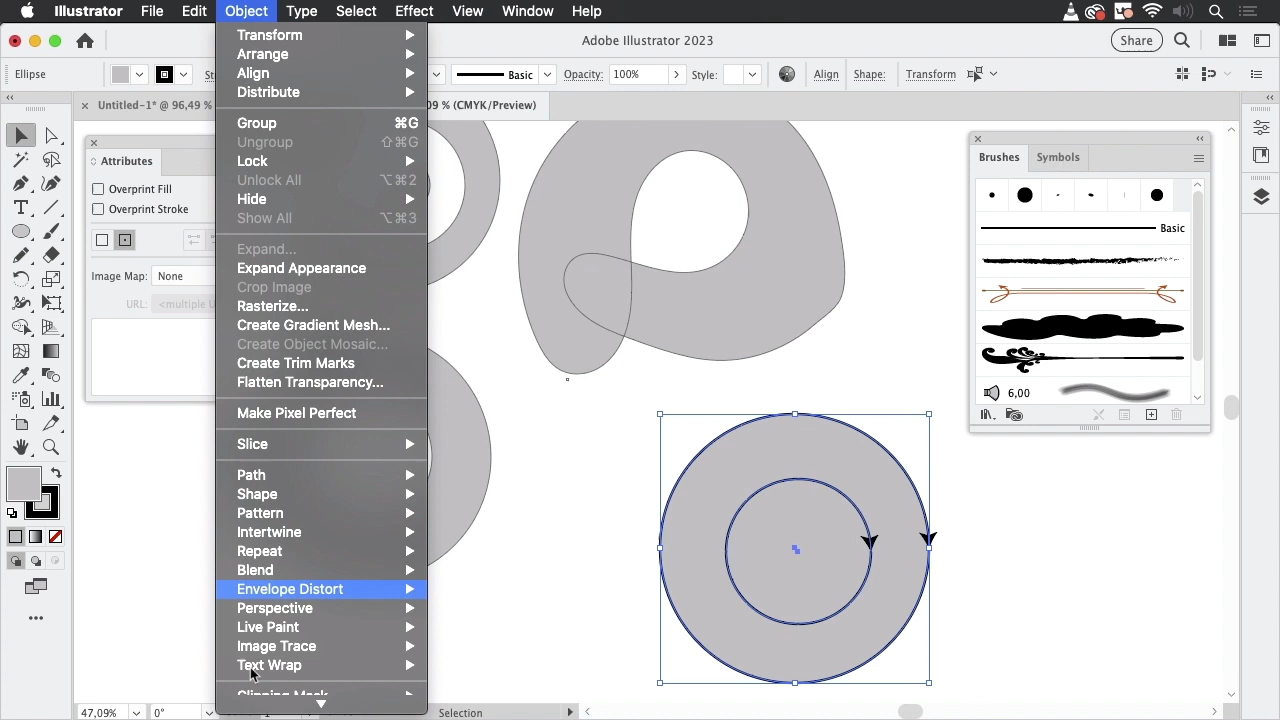 Illustrator File Edit Object Type Select Effect View Window Help
Adobe Illustrator 2023
Share
Ellipse
Basic
Opacity: 100%
Style:
Align
Shape:
Transform
Untitled-1* @ 96,49 %
09 % (CMYK/Preview)
Attributes
Overprint Fill
Overprint Stroke
Image Map: None
URL: <multiple U
Transform
Arrange
Align
Distribute
Group ⌘G
Ungroup ⇧⌘G
Lock
Unlock All ⌥⌘2
Hide
Show All ⌥⌘3
Expand...
Expand Appearance
Crop Image
Rasterize...
Create Gradient Mesh...
Create Object Mosaic...
Create Trim Marks
Flatten Transparency...
Make Pixel Perfect
Slice
Path
Shape
Pattern
Intertwine
Repeat
Blend
Envelope Distort
Perspective
Live Paint
Image Trace
Text Wrap
Clipping Mask
Brushes Symbols
Basic
6,00
47,09% 0°
Selection